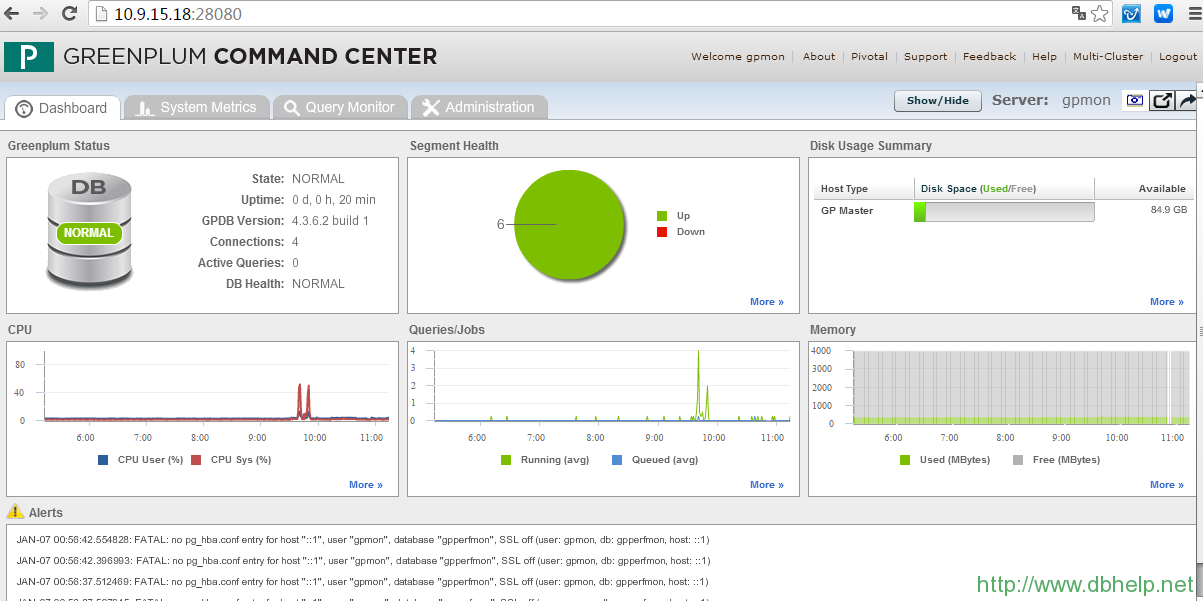 10.9.15.18:28080
P GREENPLUM COMMAND CENTER
Welcome gpmon About Pivotal Support Feedback Help Multi-Cluster Logout
Dashboard System Metrics Query Monitor Administration Show/Hide Server: gpmon
Greenplum Status
DB
NORMAL
State: NORMAL
Uptime: 0 d, 0 h, 20 min
GPDB Version: 4.3.6.2 build 1
Connections: 4
Active Queries: 0
DB Health: NORMAL
Segment Health
6
Up
Down
More »
Disk Usage Summary
Host Type Disk Space (Used/Free) Available
GP Master 84.9 GB
More »
CPU
80
40
0
6:00 7:00 8:00 9:00 10:00 11:00
CPU User (%) CPU Sys (%)
More »
Queries/Jobs
4
3
2
1
0
6:00 7:00 8:00 9:00 10:00 11:00
Running (avg) Queued (avg)
More »
Memory
4000
3000
2000
1000
0
6:00 7:00 8:00 9:00 10:00 11:00
Used (MBytes) Free (MBytes)
More »
Alerts
JAN-07 00:56:42.554828: FATAL: no pg_hba.conf entry for host "::1", user "gpmon", database "gpperfmon", SSL off (user: gpmon, db: gpperfmon, host: ::1)
JAN-07 00:56:42.396993: FATAL: no pg_hba.conf entry for host "::1", user "gpmon", database "gpperfmon", SSL off (user: gpmon, db: gpperfmon, host: ::1)
JAN-07 00:56:37.512469: FATAL: no pg_hba.conf entry for host "::1", user "gpmon", database "gpperfmon", SSL off (user: gpmon, db: gpperfmon, host: ::1)
http://www.dbhelp.net